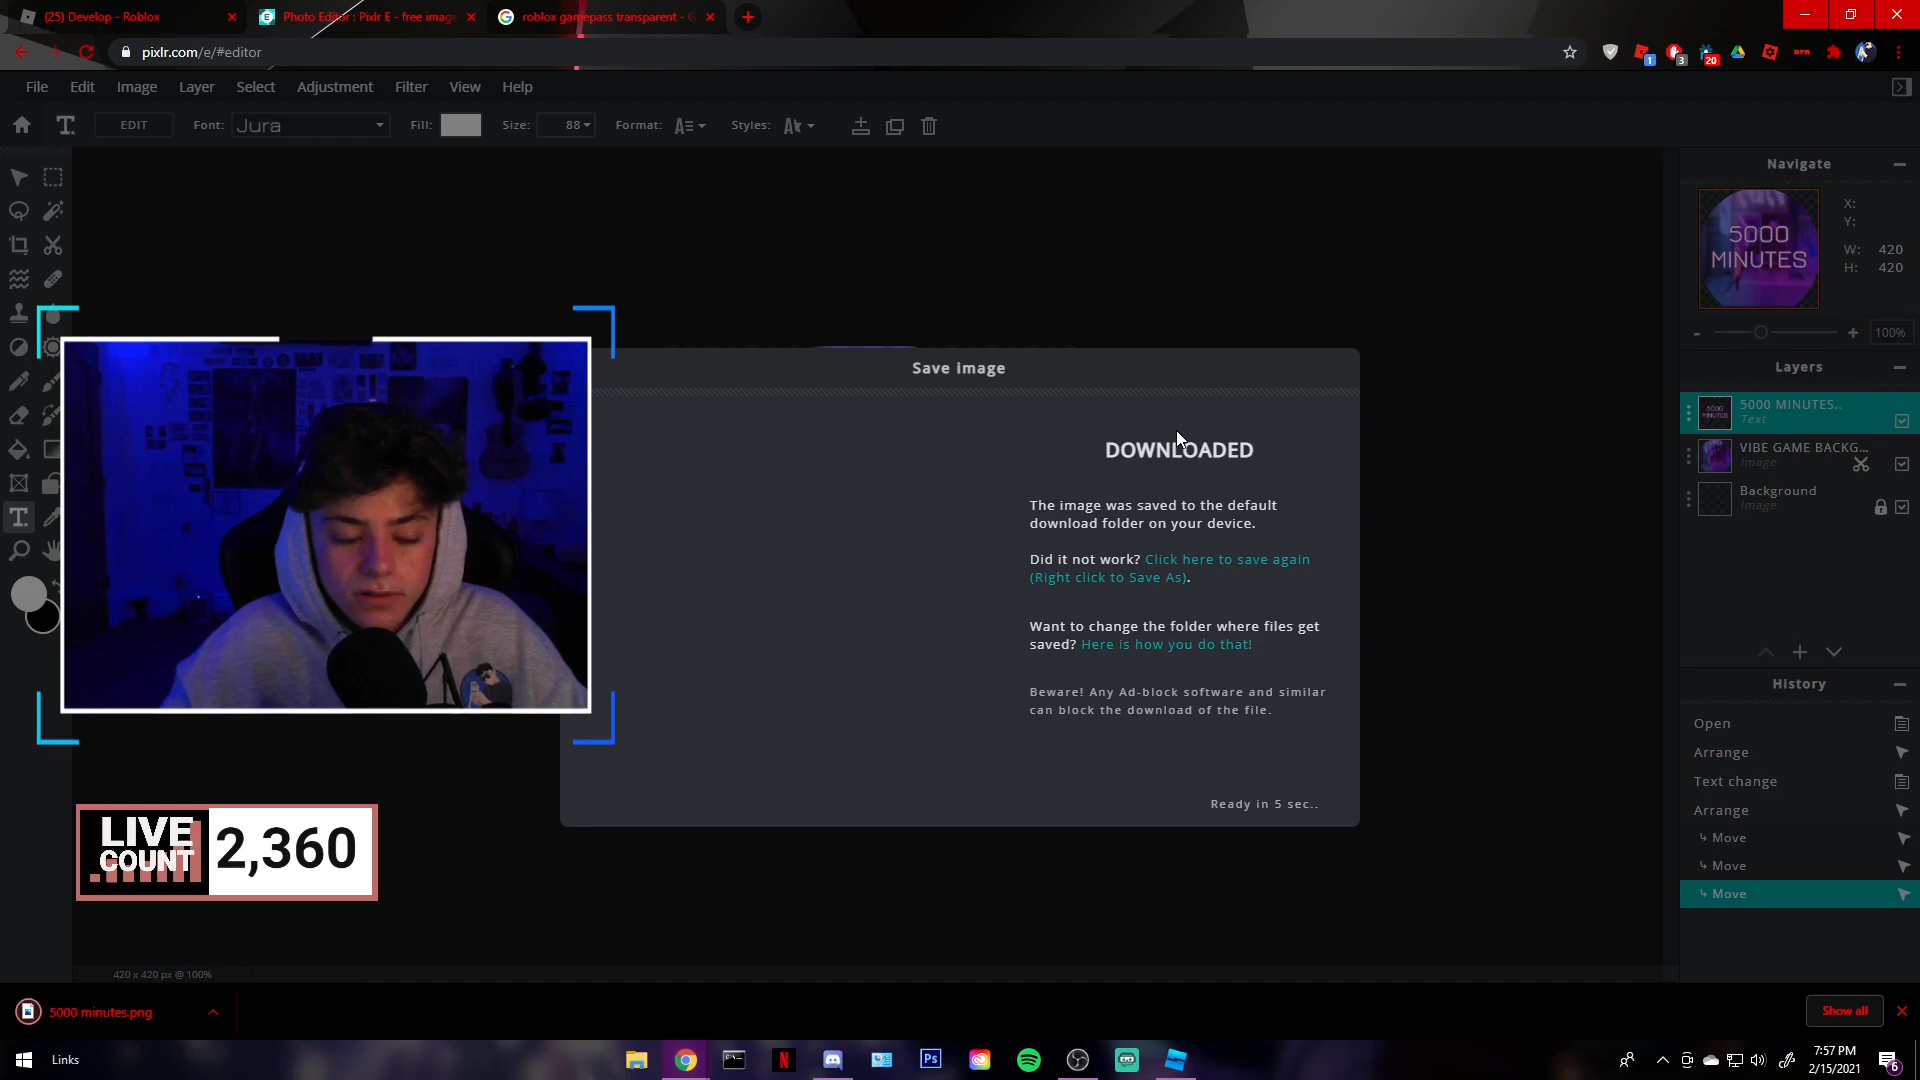 (25) Develop - Roblox
Photo Editor : Pixlr E - free image
roblox gamepass transparent - G
pixlr.com/e/#editor
1
3
20
File
Edit
Image
Layer
Select
Adjustment
Filter
View
Help
EDIT
Font:
Jura
Fill:
Size:
88
Format:
Styles:
Navigate
5000
MINUTES
X:
Y:
W: 420
H: 420
100%
Layers
5000 MINUTES..
Text
VIBE GAME BACKG...
Image
Background
Image
Save image
DOWNLOADED
The image was saved to the default
download folder on your device.
Did it not work? Click here to save again
(Right click to Save As).
Want to change the folder where files get
saved? Here is how you do that!
Beware! Any Ad-block software and similar
can block the download of the file.
Ready in 5 sec..
History
Open
Arrange
Text change
Arrange
Move
Move
Move
LIVE
COUNT
2,360
420 x 420 px @ 100%
5000 minutes.png
Show all
Links
Ps
7:57 PM
2/15/2021
6